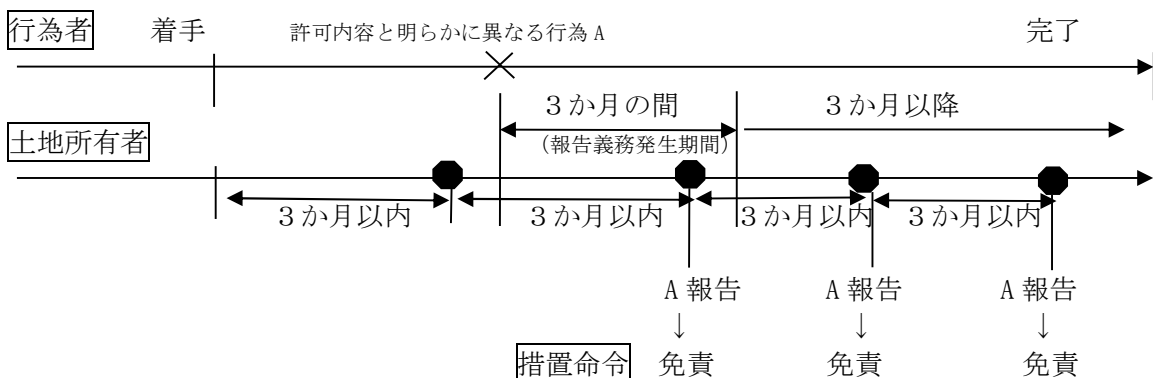 行為者 着手 許可内容と明らかに異なる行為A 完了
3か月の間 3か月以降
土地所有者 (報告義務発生期間)
3か月以内 3か月以内 3か月以内 3か月以内
A報告 A報告 A報告
↓ ↓ ↓
措置命令 免責 免責 免責